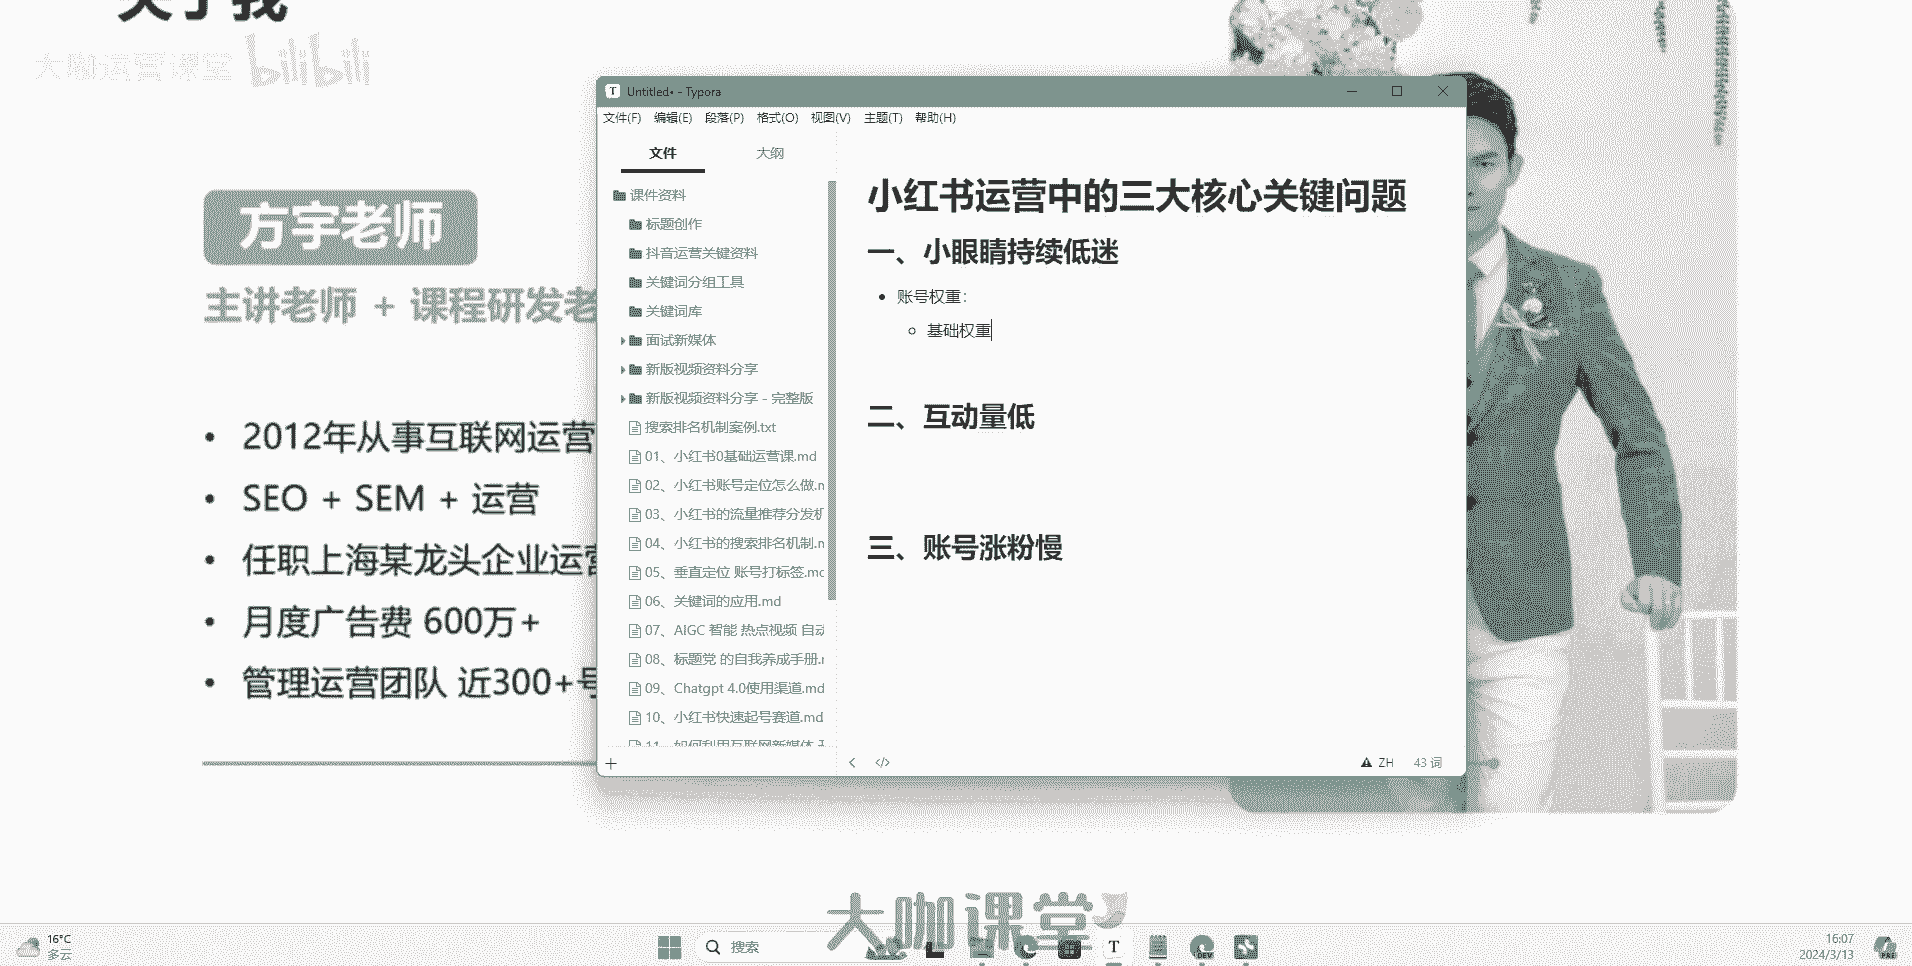 关于我
大咖运营课堂 bilibili
方宇老师
主讲老师 + 课程研发老
• 2012年从事互联网运营
• SEO + SEM + 运营
• 任职上海某龙头企业运营
• 月度广告费 600万+
• 管理运营团队 近300+号
Untitled• - Typora
文件(F) 编辑(E) 段落(P) 格式(O) 视图(V) 主题(T) 帮助(H)
文件 大纲
课件资料
标题创作
抖音运营关键资料
关键词分组工具
关键词库
面试新媒体
新版视频资料分享
新版视频资料分享 - 完整版
搜索排名机制案例.txt
01、小红书0基础运营课.md
02、小红书账号定位怎么做.m
03、小红书的流量推荐分发机
04、小红书的搜索排名机制.m
05、垂直定位 账号打标签.md
06、关键词的应用.md
07、AIGC 智能 热点视频 自动
08、标题党 的自我养成手册.m
09、Chatgpt 4.0使用渠道.md
10、小红书快速起号赛道.md
11、如何利用互联网新媒体
小红书运营中的三大核心关键问题
一、小眼睛持续低迷
• 账号权重：
基础权重
二、互动量低
三、账号涨粉慢
ZH 43 词
大咖课堂
16°C
多云
搜索
16:07
2024/3/13